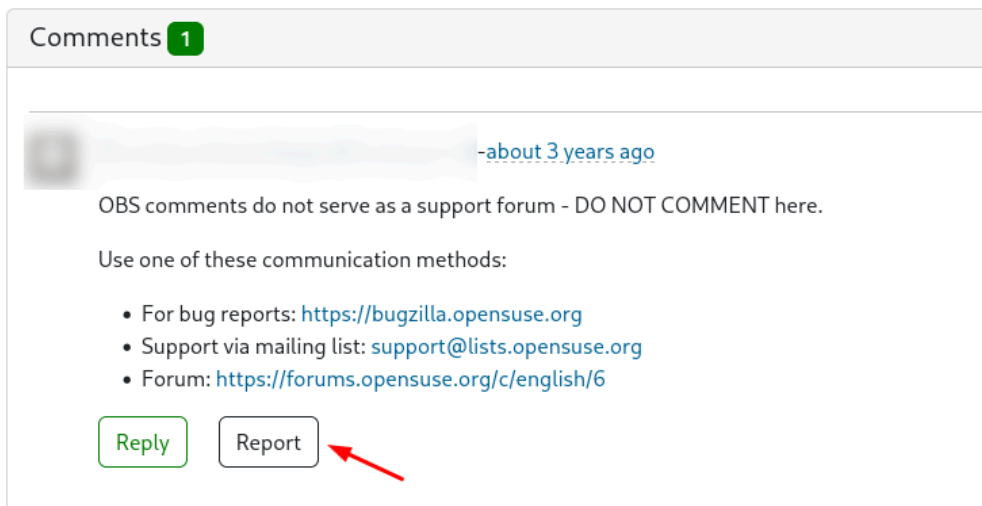 Comments 1
-about 3 years ago
OBS comments do not serve as a support forum - DO NOT COMMENT here.
Use one of these communication methods:
• For bug reports: https://bugzilla.opensuse.org
• Support via mailing list: support@lists.opensuse.org
• Forum: https://forums.opensuse.org/c/english/6
Reply Report